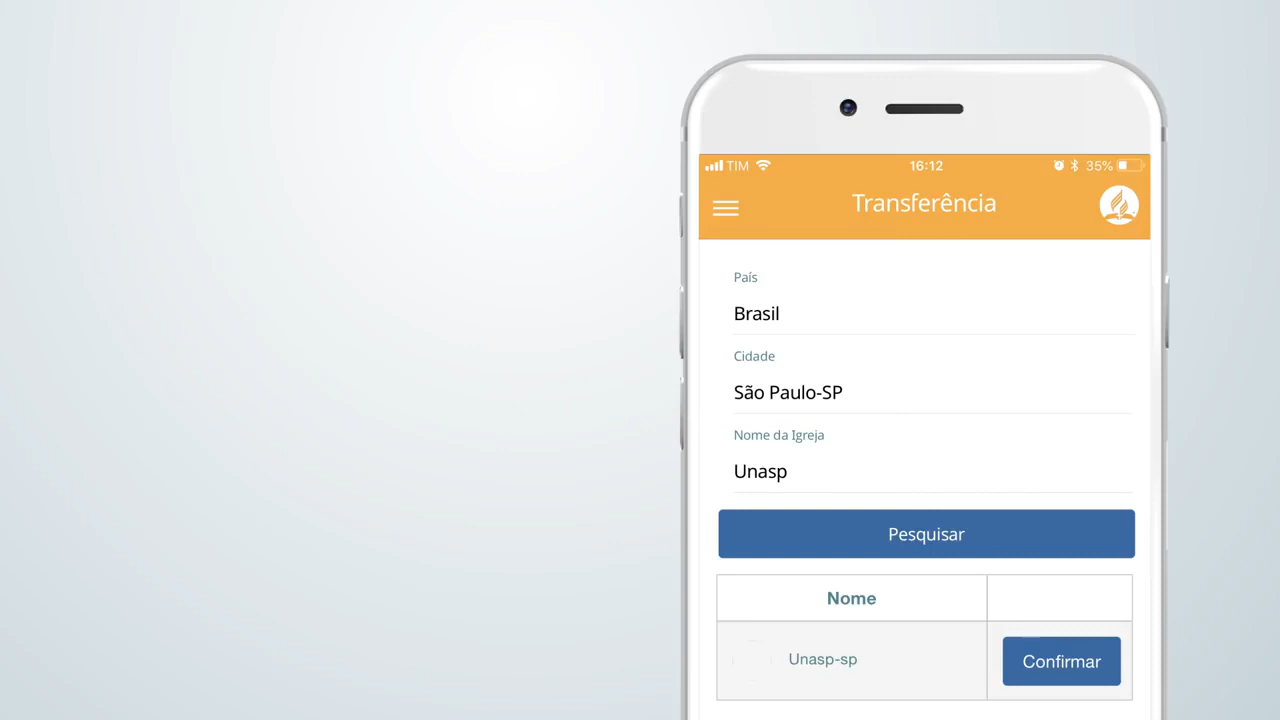 TIM 16:12 35%
Transferência
País
Brasil
Cidade
São Paulo-SP
Nome da Igreja
Unasp
Pesquisar
Nome
Unasp-sp Confirmar